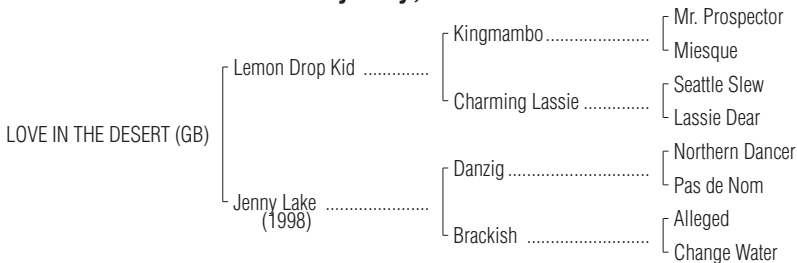 Mr. Prospector
Kingmambo......................
Miesque
Lemon Drop Kid ..............
Seattle Slew
Charming Lassie ..............
Lassie Dear
LOVE IN THE DESERT (GB)
Northern Dancer
Danzig..............................
Pas de Nom
Jenny Lake ......................
(1998)
Alleged
Brackish ..........................
Change Water